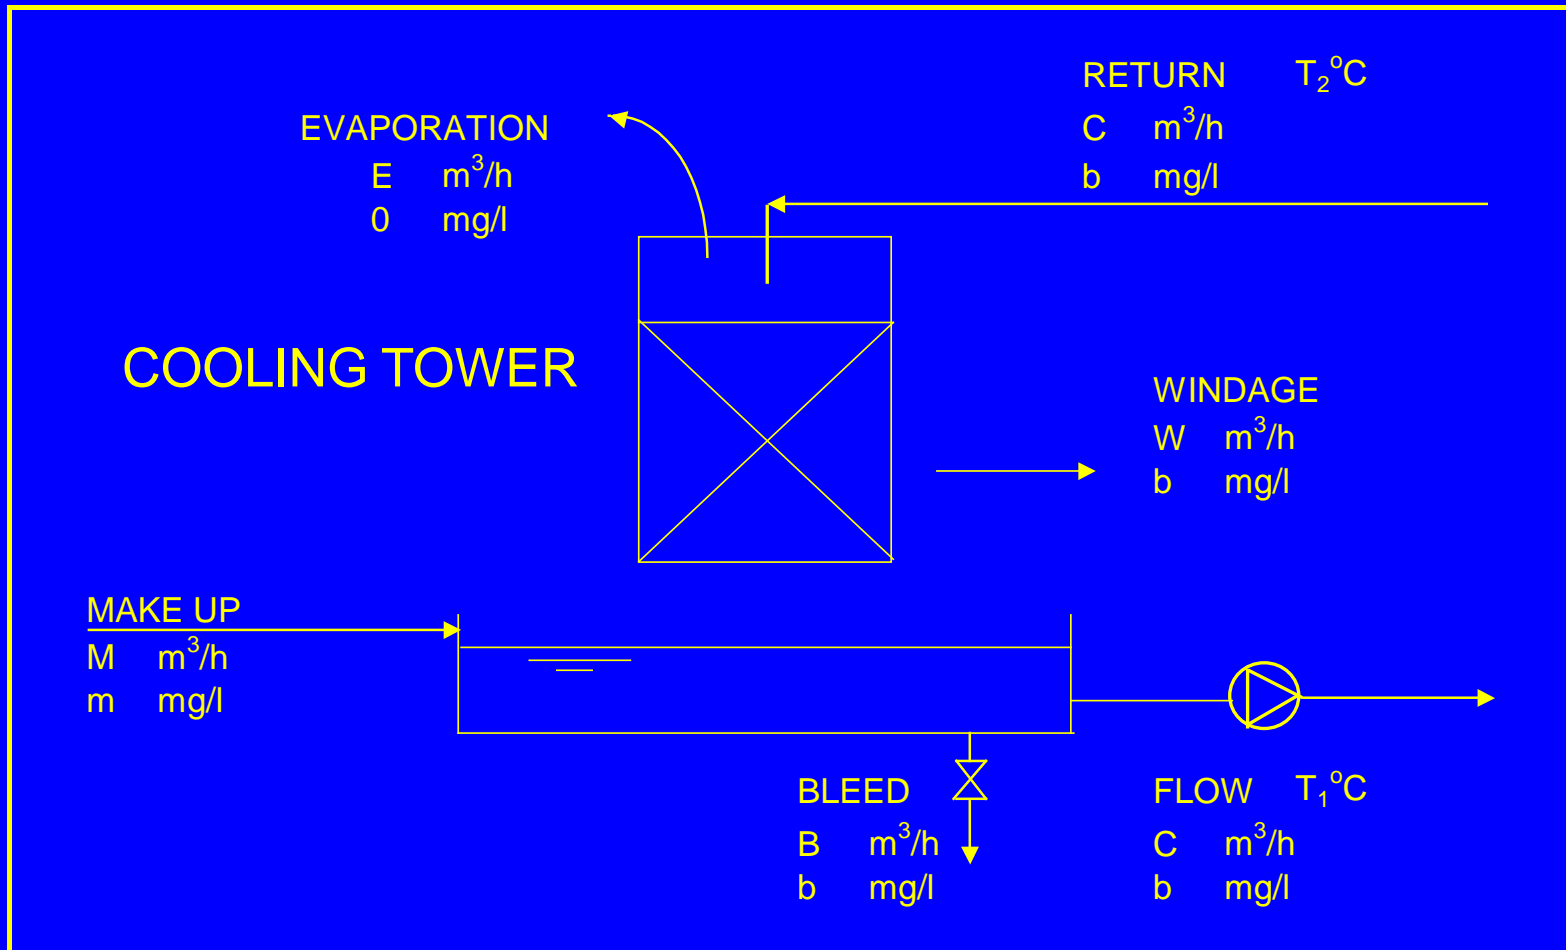 RETURN T₂°C
C m³/h
b mg/l
EVAPORATION
E m³/h
0 mg/l
COOLING TOWER
WINDAGE
W m³/h
b mg/l
MAKE UP
M m³/h
m mg/l
BLEED
B m³/h
b mg/l
FLOW T₁°C
C m³/h
b mg/l